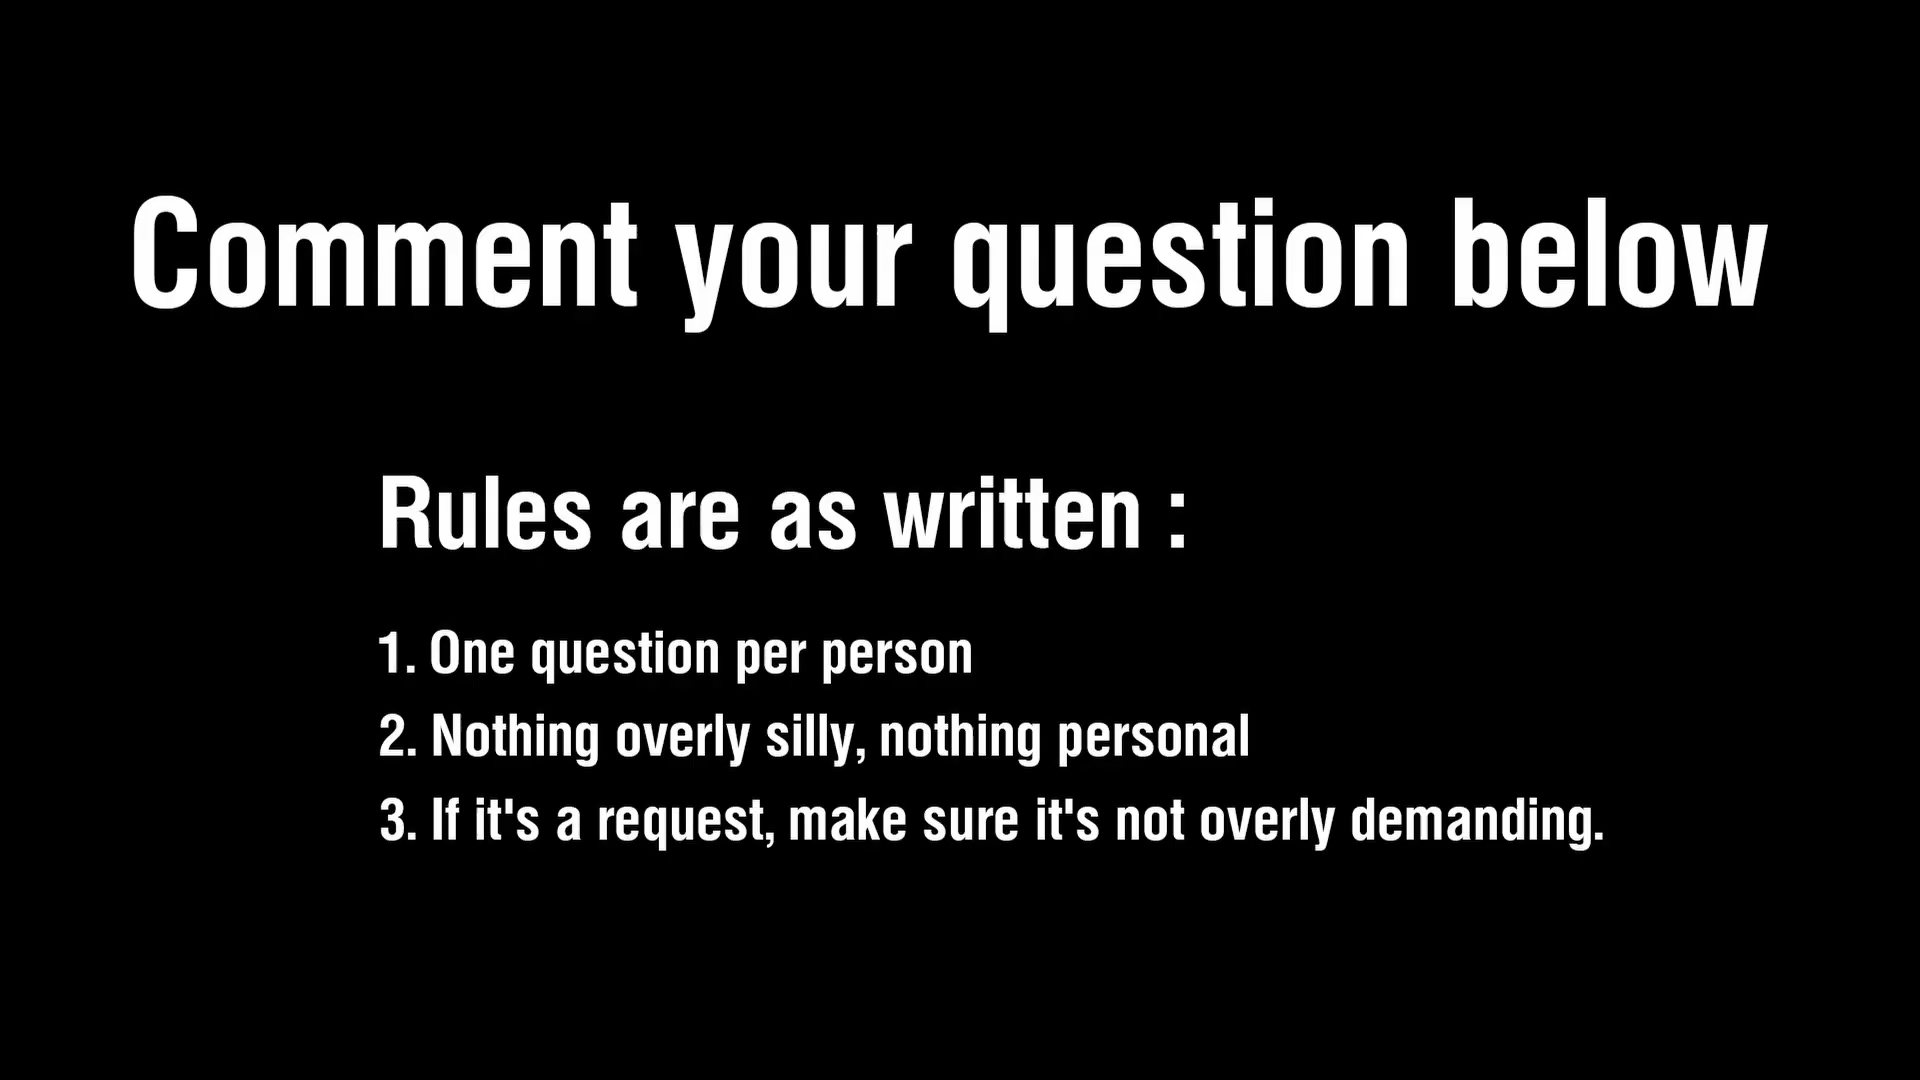 Comment your question below
Rules are as written :
1. One question per person
2. Nothing overly silly, nothing personal
3. If it's a request, make sure it's not overly demanding.